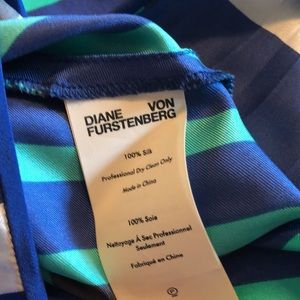 DIANE VON
FURSTENBERG
100% Silk
Professional Dry Clean Only
Made in China
100% Soie
Nettoyage À Sec Professionnel
Seulement
Fabriqué en Chine
P